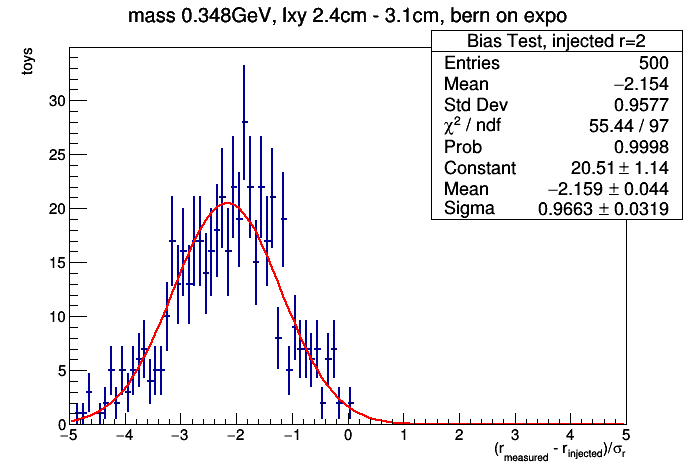 mass 0.348GeV, lxy 2.4cm - 3.1cm, bern on expo
toys
Bias Test, injected r=2
Entries 500
Mean −2.154
Std Dev 0.9577
χ² / ndf 55.44 / 97
Prob 0.9998
Constant 20.51 ± 1.14
Mean −2.159 ± 0.044
Sigma 0.9663 ± 0.0319
30
25
20
15
10
5
0
−5 −4 −3 −2 −1 0 1 2 3 4 5
(r_measured - r_injected)/σ_r